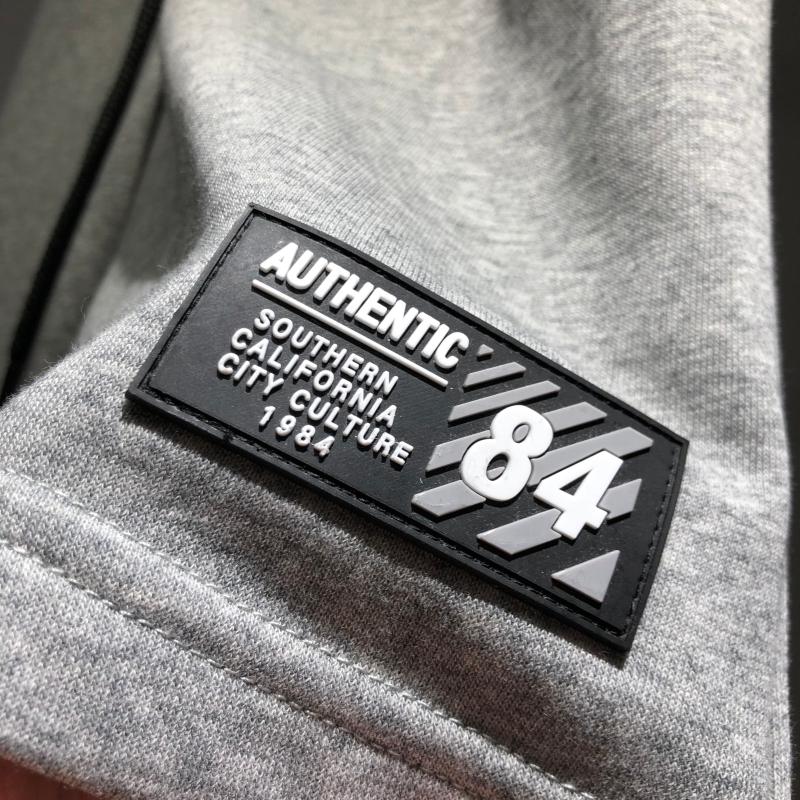 AUTHENTIC
SOUTHERN
CALIFORNIA
CITY CULTURE
1984
84